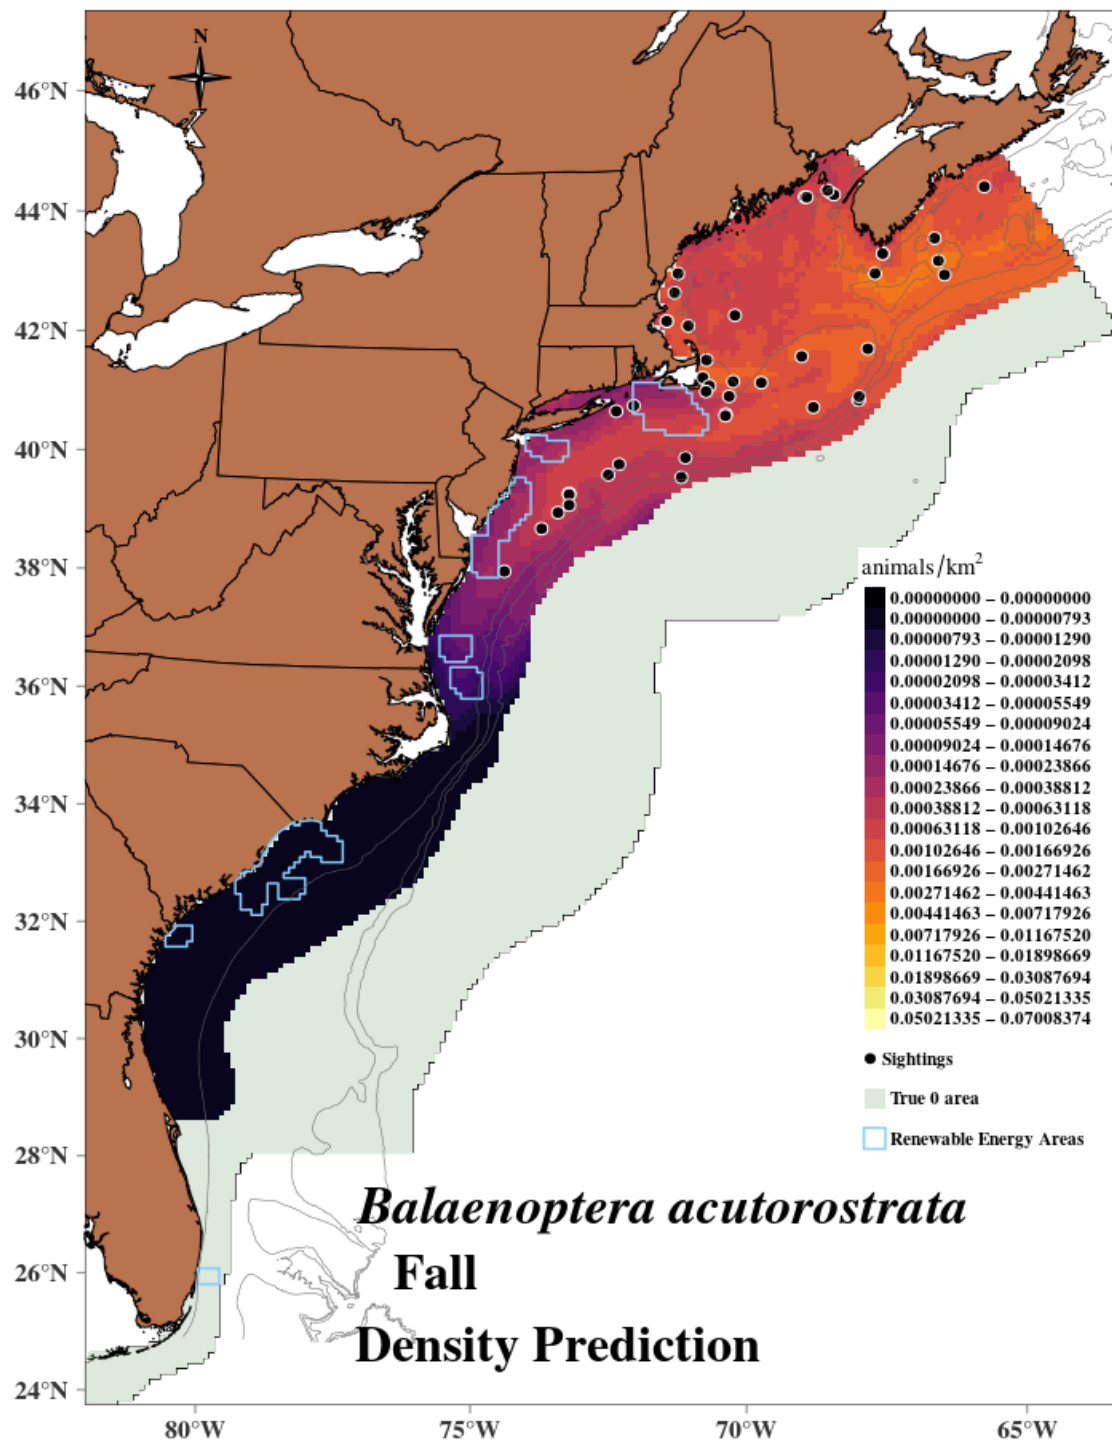 N
46°N
44°N
42°N
40°N
38°N
36°N
34°N
32°N
30°N
28°N
26°N
24°N
80°W
75°W
70°W
65°W
animals/km²
0.00000000 – 0.00000000
0.00000000 – 0.00000793
0.00000793 – 0.00001290
0.00001290 – 0.00002098
0.00002098 – 0.00003412
0.00003412 – 0.00005549
0.00005549 – 0.00009024
0.00009024 – 0.00014676
0.00014676 – 0.00023866
0.00023866 – 0.00038812
0.00038812 – 0.00063118
0.00063118 – 0.00102646
0.00102646 – 0.00166926
0.00166926 – 0.00271462
0.00271462 – 0.00441463
0.00441463 – 0.00717926
0.00717926 – 0.01167520
0.01167520 – 0.01898669
0.01898669 – 0.03087694
0.03087694 – 0.05021335
0.05021335 – 0.07008374
Sightings
True 0 area
Renewable Energy Areas
Balaenoptera acutorostrata
Fall
Density Prediction